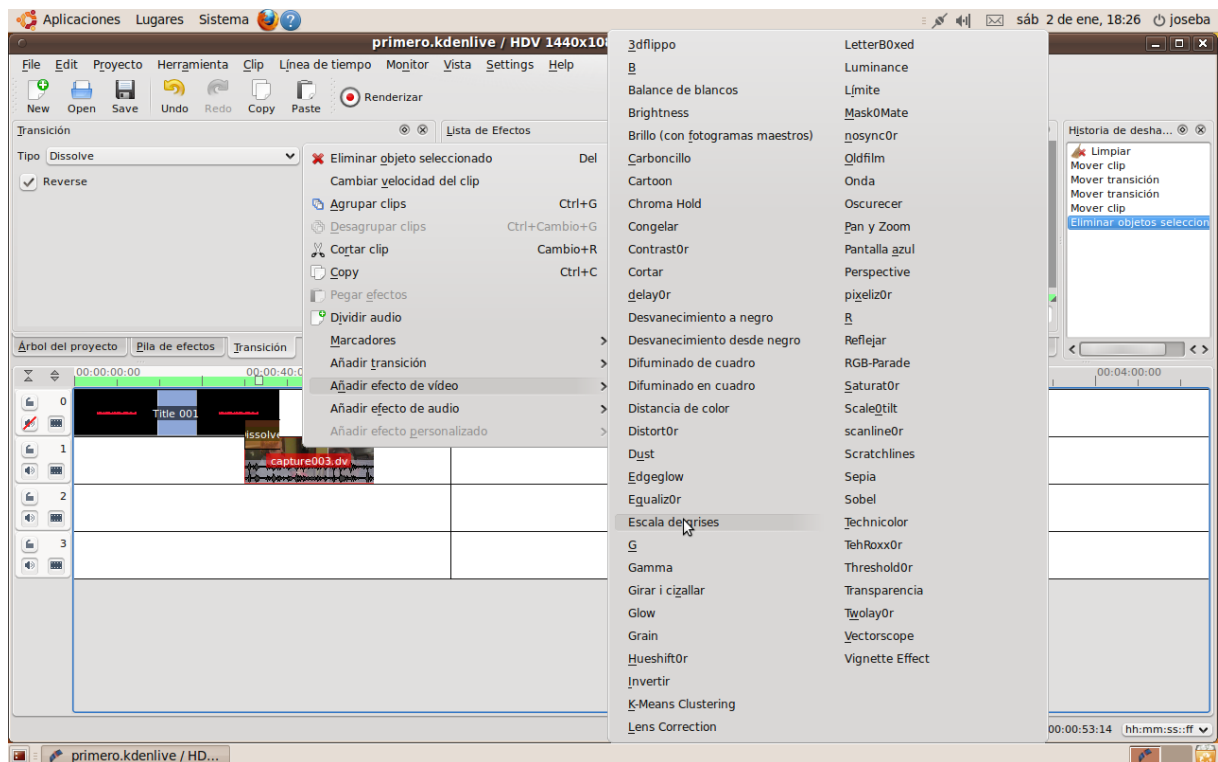 Aplicaciones Lugares Sistema
sáb 2 de ene, 18:26 joseba
primero.kdenlive / HDV 1440x10
File Edit Proyecto Herramienta Clip Línea de tiempo Monitor Vista Settings Help
New Open Save Undo Redo Copy Paste Renderizar
Transición
Lista de Efectos
Tipo Dissolve
Reverse
Árbol del proyecto Pila de efectos Transición
Eliminar objeto seleccionado Del
Cambiar velocidad del clip
Agrupar clips Ctrl+G
Desagrupar clips Ctrl+Cambio+G
Cortar clip Cambio+R
Copy Ctrl+C
Pegar efectos
Dividir audio
Marcadores
Añadir transición
Añadir efecto de vídeo
Añadir efecto de audio
Añadir efecto personalizado
3dflippo
B
Balance de blancos
Brightness
Brillo (con fotogramas maestros)
Carboncillo
Cartoon
Chroma Hold
Congelar
Contrast0r
Cortar
delay0r
Desvanecimiento a negro
Desvanecimiento desde negro
Difuminado de cuadro
Difuminado en cuadro
Distancia de color
Distort0r
Dust
Edgeglow
Equaliz0r
Escala de grises
G
Gamma
Girar i cizallar
Glow
Grain
Hueshift0r
Invertir
K-Means Clustering
Lens Correction
LetterB0xed
Luminance
Límite
Mask0Mate
nosync0r
Oldfilm
Onda
Oscurecer
Pan y Zoom
Pantalla azul
Perspective
pixeliz0r
R
Reflejar
RGB-Parade
Saturat0r
Scale0tilt
scanline0r
Scratchlines
Sepia
Sobel
Technicolor
TehRoxx0r
Threshold0r
Transparencia
Twolay0r
Vectorscope
Vignette Effect
Historia de desha...
Limpiar
Mover clip
Mover transición
Mover transición
Mover clip
Eliminar objetos seleccion
00:00:00:00 00:00:40:0 00:04:00:00
0
Title 001
issolve
1
capture003.dv
2
3
00:00:53:14 hh:mm:ss::ff
primero.kdenlive / HD...